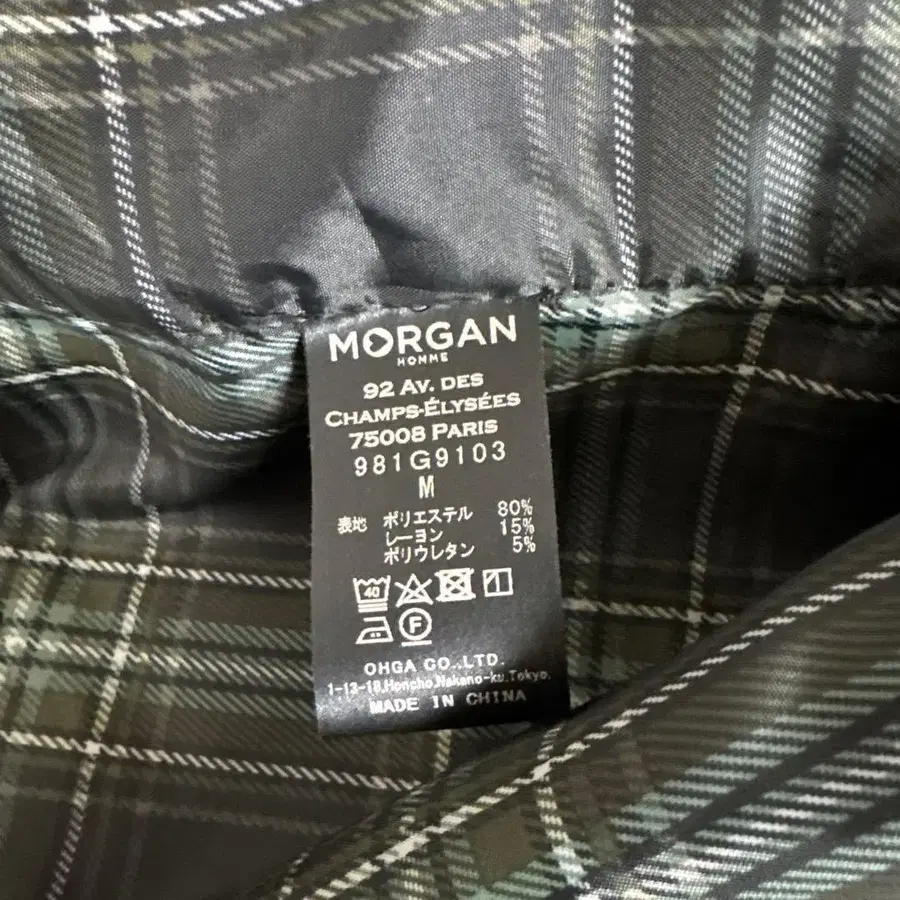 MORGAN
HOMME
92 AV. DES
CHAMPS-ÉLYSÉES
75008 PARIS
981G9103
M
表地 ポリエステル 80%
レーヨン 15%
ポリウレタン 5%
40
F
OHGA CO.,LTD.
1-13-18,Honcho,Nakano-ku,Tokyo.
MADE IN CHINA